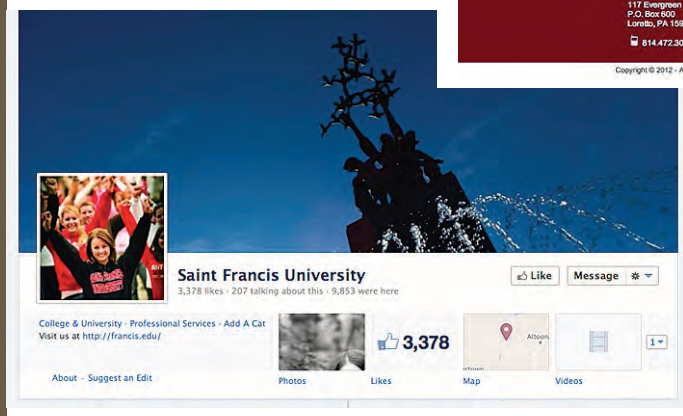 117 Evergreen
P.O. Box 600
Loretto, PA 159
814.472.30
Copyright © 2012 - A
Saint Francis University
3,378 likes · 207 talking about this · 9,853 were here
Like
Message
College & University · Professional Services · Add A Cat
Visit us at http://francis.edu/
About - Suggest an Edit
3,378
Altoon
1
Photos
Likes
Map
Videos